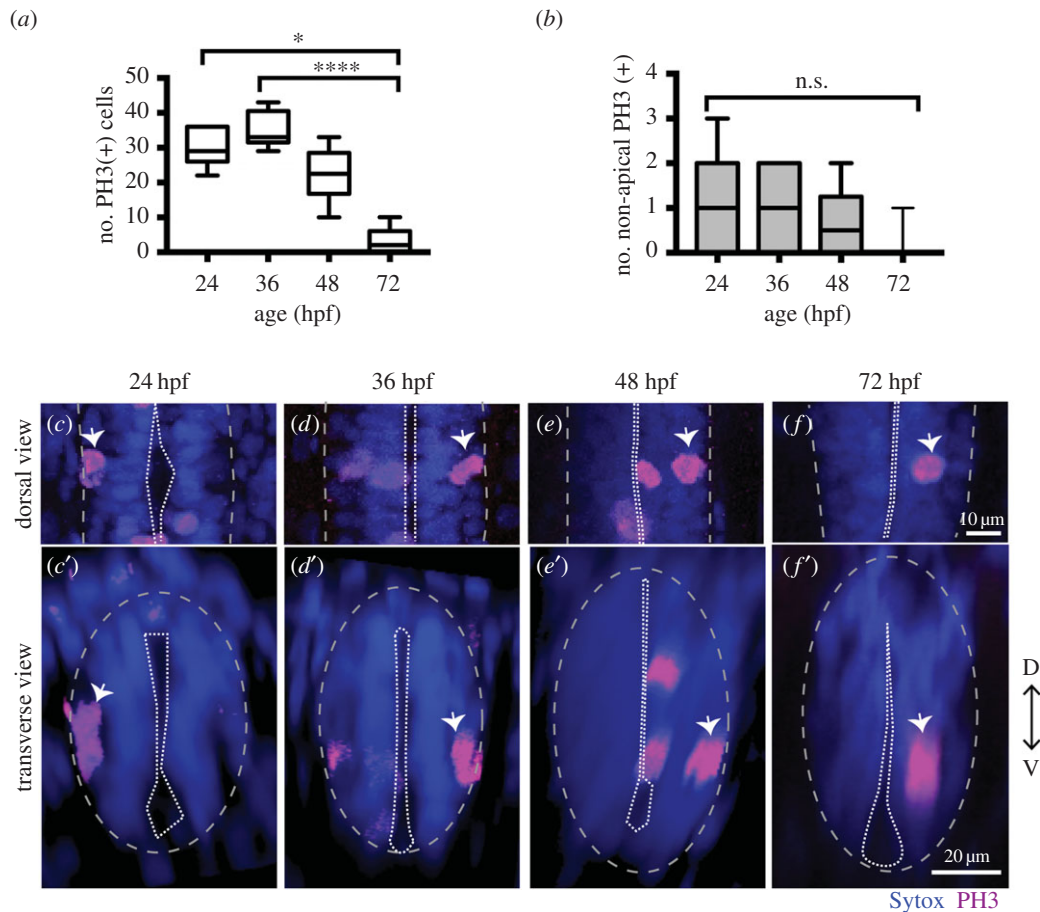 (a)
(b)
*
****
n.s.
no. PH3(+) cells
50
40
30
20
10
0
24 36 48 72
age (hpf)
no. non-apical PH3 (+)
4
3
2
1
0
24 36 48 72
age (hpf)
24 hpf 36 hpf 48 hpf 72 hpf
dorsal view
(c) (d) (e) (f)
10 µm
transverse view
(c′) (d′) (e′) (f′)
D
V
20 µm
Sytox PH3